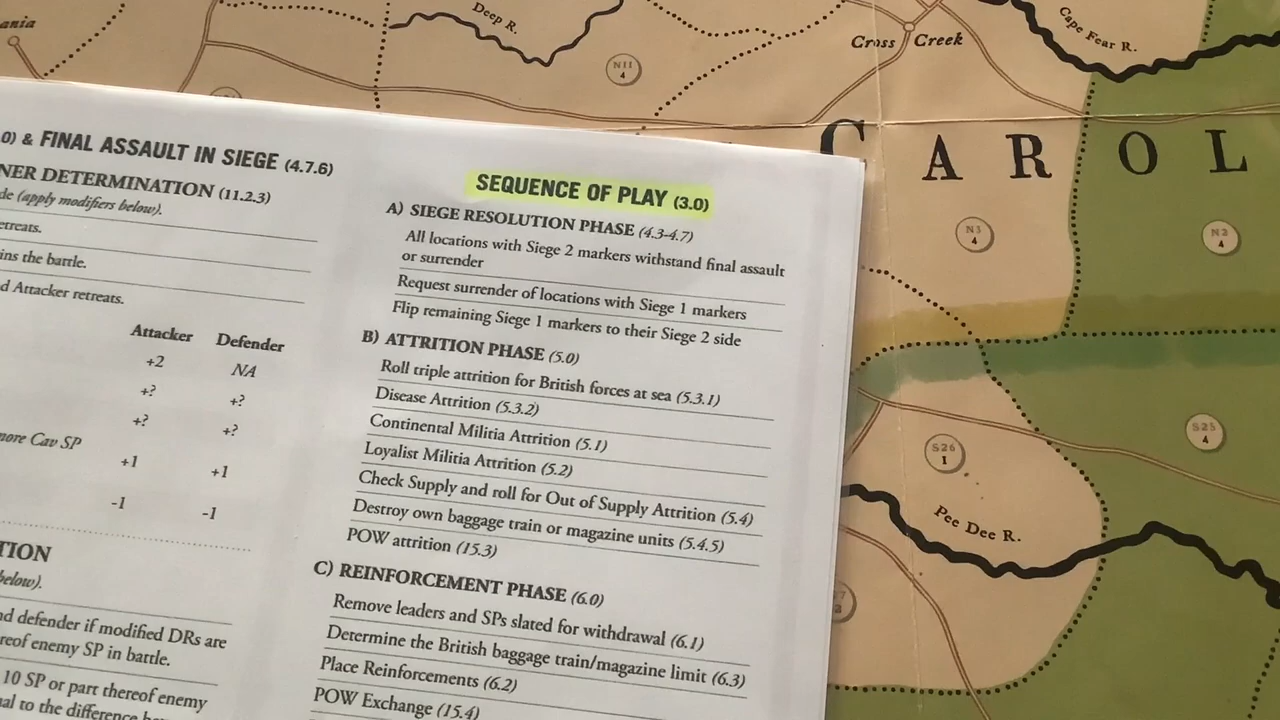 ania
Deep R.
N11
4
Cross Creek
Cape Fear R.
C A R O L
N3
4
N2
4
S25
4
S26
1
Pee Dee R.
0) & FINAL ASSAULT IN SIEGE (4.7.6)
NER DETERMINATION (11.2.3)
de (apply modifiers below).
etreats.
ins the battle.
d Attacker retreats.
Attacker Defender
+2 NA
+? +?
+? +?
more Cav SP
+1 +1
-1 -1
TION
below).
nd defender if modified DRs are
reof enemy SP in battle.
10 SP or part thereof enemy
al to the difference
SEQUENCE OF PLAY (3.0)
A) SIEGE RESOLUTION PHASE (4.3-4.7)
All locations with Siege 2 markers withstand final assault
or surrender
Request surrender of locations with Siege 1 markers
Flip remaining Siege 1 markers to their Siege 2 side
B) ATTRITION PHASE (5.0)
Roll triple attrition for British forces at sea (5.3.1)
Disease Attrition (5.3.2)
Continental Militia Attrition (5.1)
Loyalist Militia Attrition (5.2)
Check Supply and roll for Out of Supply Attrition (5.4)
Destroy own baggage train or magazine units (5.4.5)
POW attrition (15.3)
C) REINFORCEMENT PHASE (6.0)
Remove leaders and SPs slated for withdrawal (6.1)
Determine the British baggage train/magazine limit (6.3)
Place Reinforcements (6.2)
POW Exchange (15.4)